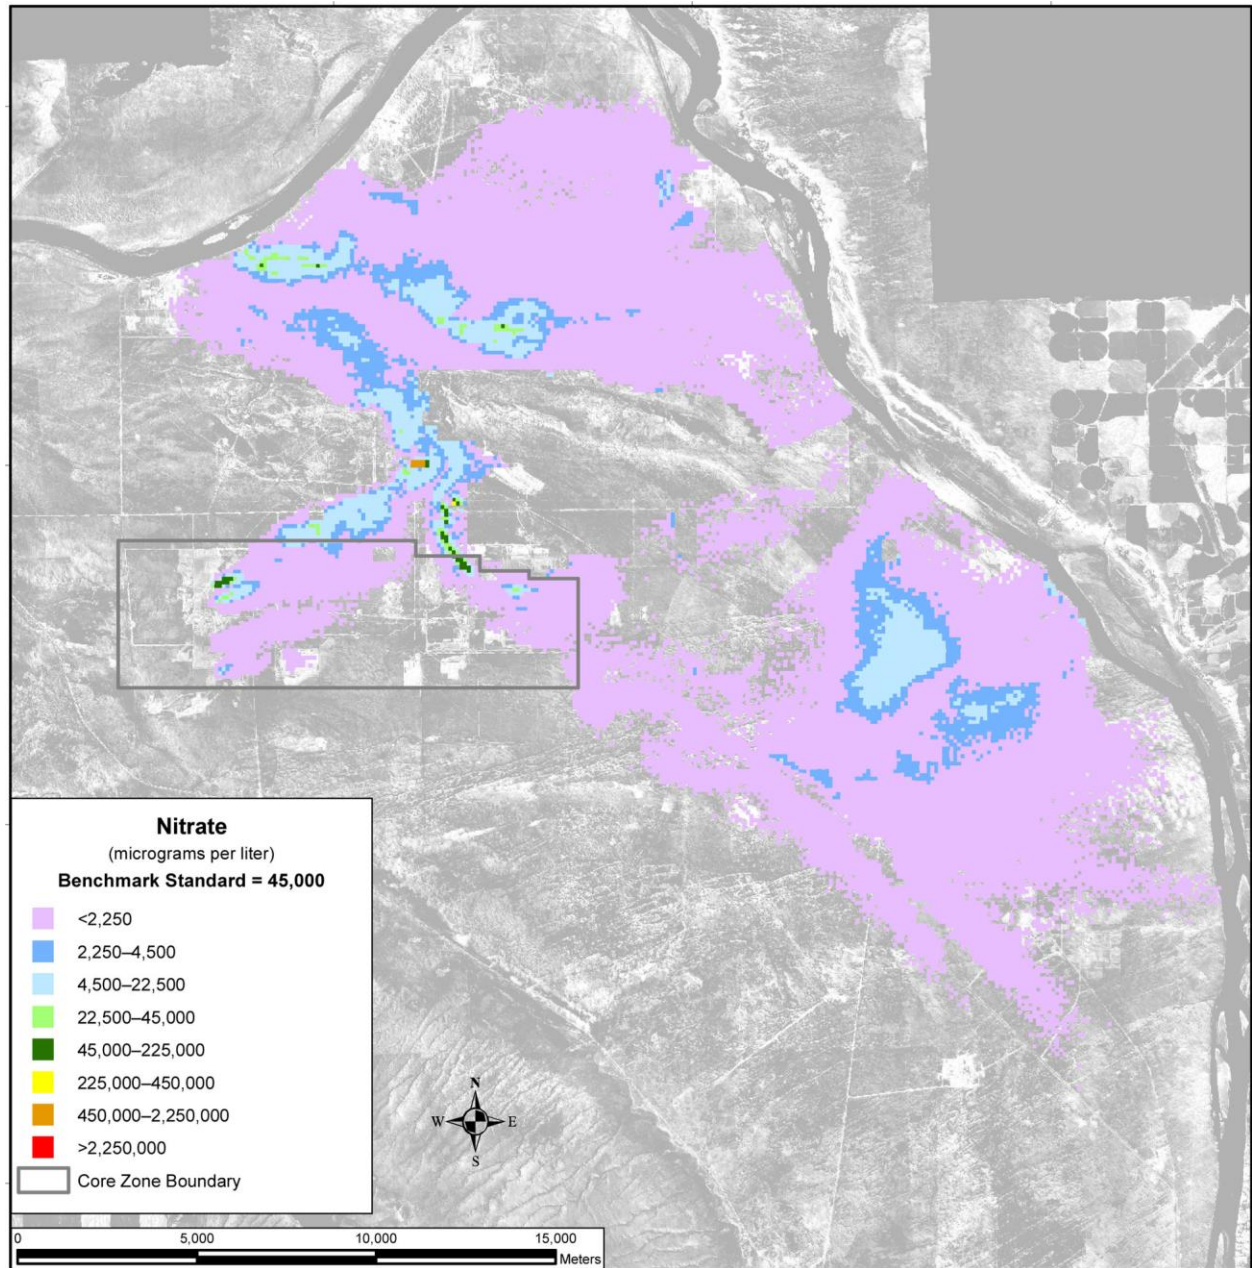 Nitrate
(micrograms per liter)
Benchmark Standard = 45,000
<2,250
2,250–4,500
4,500–22,500
22,500–45,000
45,000–225,000
225,000–450,000
450,000–2,250,000
>2,250,000
Core Zone Boundary
N
W E
S
0 5,000 10,000 15,000
Meters